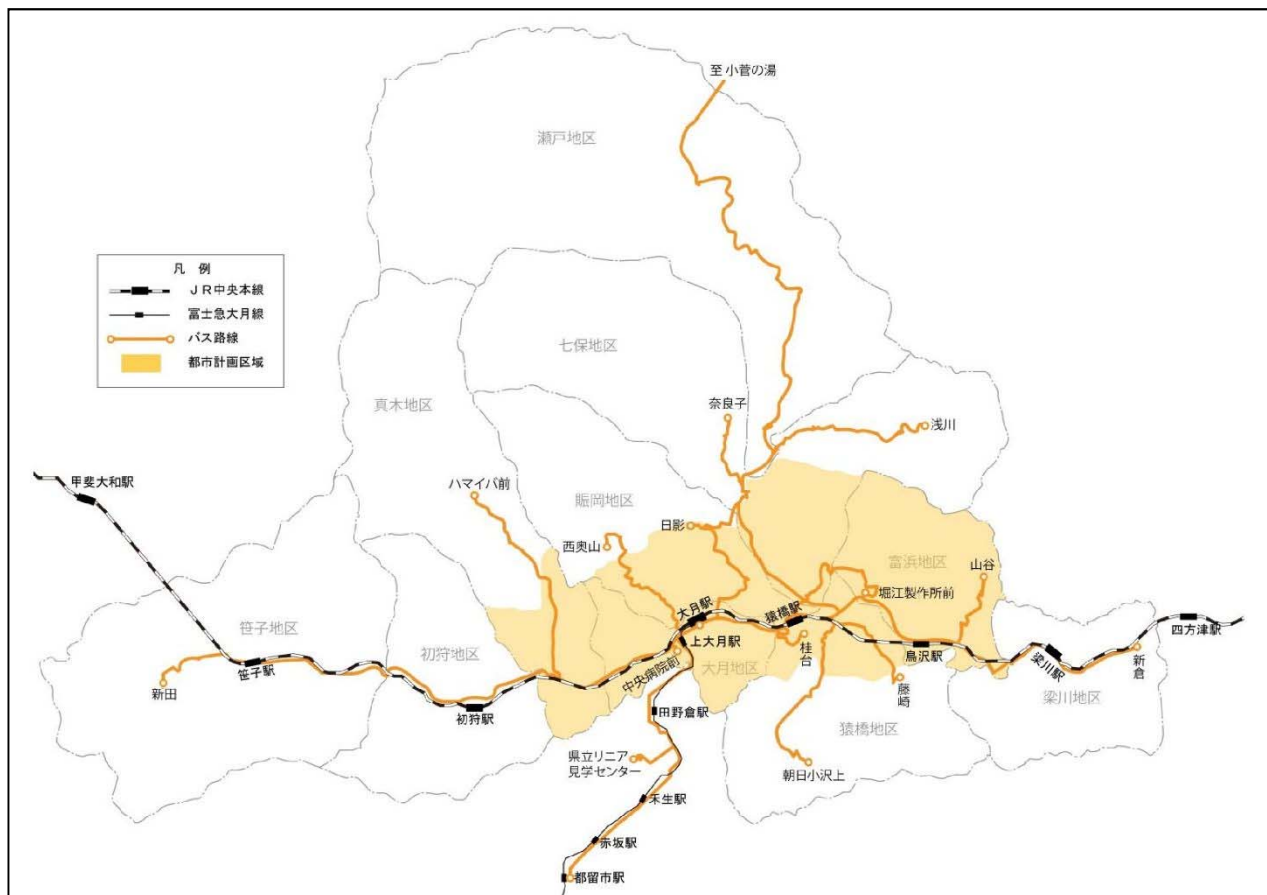 至 小菅の湯
瀬戸地区
凡 例
ＪＲ中央本線
富士急大月線
バス路線
都市計画区域
七保地区
真木地区
奈良子
浅川
甲斐大和駅
ハマイバ前
賑岡地区
日影
西奥山
富浜地区
山谷
堀江製作所前
大月駅
猿橋駅
笹子地区
初狩地区
上大月駅
桂台
鳥沢駅
四方津駅
梁川駅
新倉
中央病院前
大月地区
新田
笹子駅
初狩駅
田野倉駅
藤崎
梁川地区
猿橋地区
県立リニア
見学センター
朝日小沢上
禾生駅
赤坂駅
都留市駅